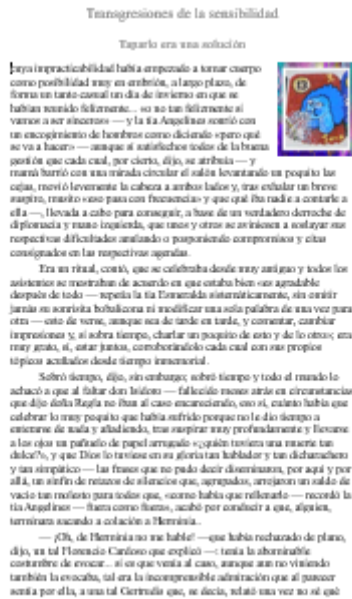 Transgresiones de la sensibilidad
Taparlo era una solución
cuya impracticabilidad había empezado a tomar cuerpo
como posibilidad muy en embrión, a largo plazo, de
forma un tanto casual un día de invierno en que se
habían reunido felizmente... «o no tan felizmente si
vamos a ser sinceros» — y la tía Angelines sonrió con
un encogimiento de hombros como diciendo «pero qué
se va a hacer» — aunque sí satisfechos todos de la buena
gestión que cada cual, por cierto, dijo, se atribuía — y
mamá barrió con una mirada circular el salón levantando un poquito las
cejas, movió levemente la cabeza a ambos lados y, tras exhalar un breve
suspiro, musitó «eso pasa con frecuencia» y que qué iba nadie a contarle a
ella —, llevada a cabo para conseguir, a base de un verdadero derroche de
diplomacia y mano izquierda, que unos y otros se aviniesen a soslayar sus
respectivas dificultades anulando o posponiendo compromisos y citas
consignados en las respectivas agendas.
Era un ritual, contó, que se celebraba desde muy antiguo y todos los
asistentes se mostraban de acuerdo en que estaba bien «es agradable
después de todo — repetía la tía Esmeralda sistemáticamente, sin omitir
jamás su sonrisita bobalicona ni modificar una sola palabra de una vez para
otra — esto de verse, aunque sea de tarde en tarde, y comentar, cambiar
impresiones y, si sobra tiempo, charlar un poquito de esto y de lo otro»; era
muy grato, sí, estar juntos, corroborándolo cada cual con sus propios
tópicos acuñados desde tiempo inmemorial.
Sobró tiempo, dijo, sin embargo; sobró tiempo y todo el mundo lo
achacó a que al faltar don Isidoro — fallecido meses atrás en circunstancias
que dijo doña Regla no iban al caso encareciendo, eso sí, cuánto había que
celebrar lo muy poquito que había sufrido porque no le dio tiempo a
enterarse de nada y añadiendo, tras suspirar muy profundamente y llevarse
a los ojos un pañuelo de papel arrugado «¡quién tuviera una muerte tan
dulce!», y que Dios lo tuviese en su gloria tan hablador y tan dicharachero
y tan simpático — las frases que no pudo decir diseminaron, por aquí y por
allá, un sinfín de retazos de silencios que, agrupados, arrojaron un saldo de
vacío tan molesto para todos que, «como había que rellenarlo — recordó la
tía Angelines — fuera como fuera», acabó por conducir a que, alguien,
terminara sacando a colación a Herminia..
— ¡Oh, de Herminia no me hable! —que había rechazado de plano,
dijo, un tal Florencio Cardoso que explicó —: tenía la abominable
costumbre de evocar... si es que venía al caso, aunque aun no viniendo
también la evocaba, tal era la incomprensible admiración que al parecer
sentía por ella, a una tal Gertrudis que, se decía, relató una vez no sé qué